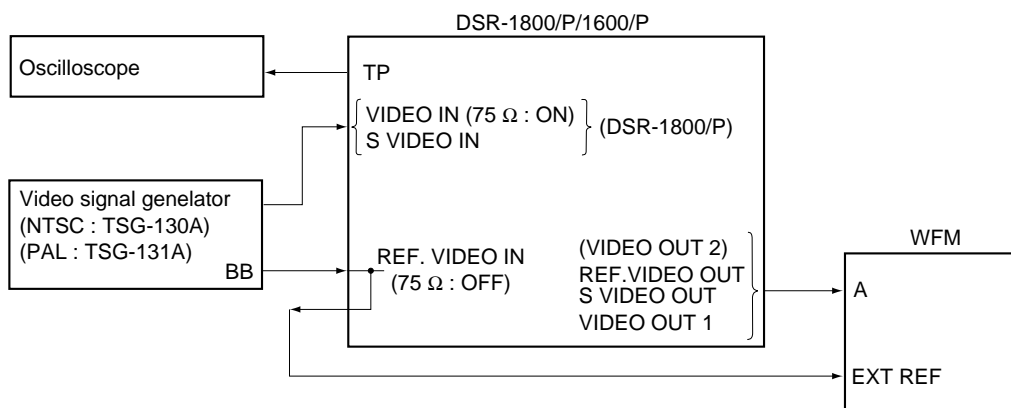 DSR-1800/P/1600/P
Oscilloscope
TP
VIDEO IN (75 Ω : ON)
S VIDEO IN
(DSR-1800/P)
Video signal genelator
(NTSC : TSG-130A)
(PAL : TSG-131A)
BB
REF. VIDEO IN
(75 Ω : OFF)
(VIDEO OUT 2)
REF.VIDEO OUT
S VIDEO OUT
VIDEO OUT 1
WFM
A
EXT REF